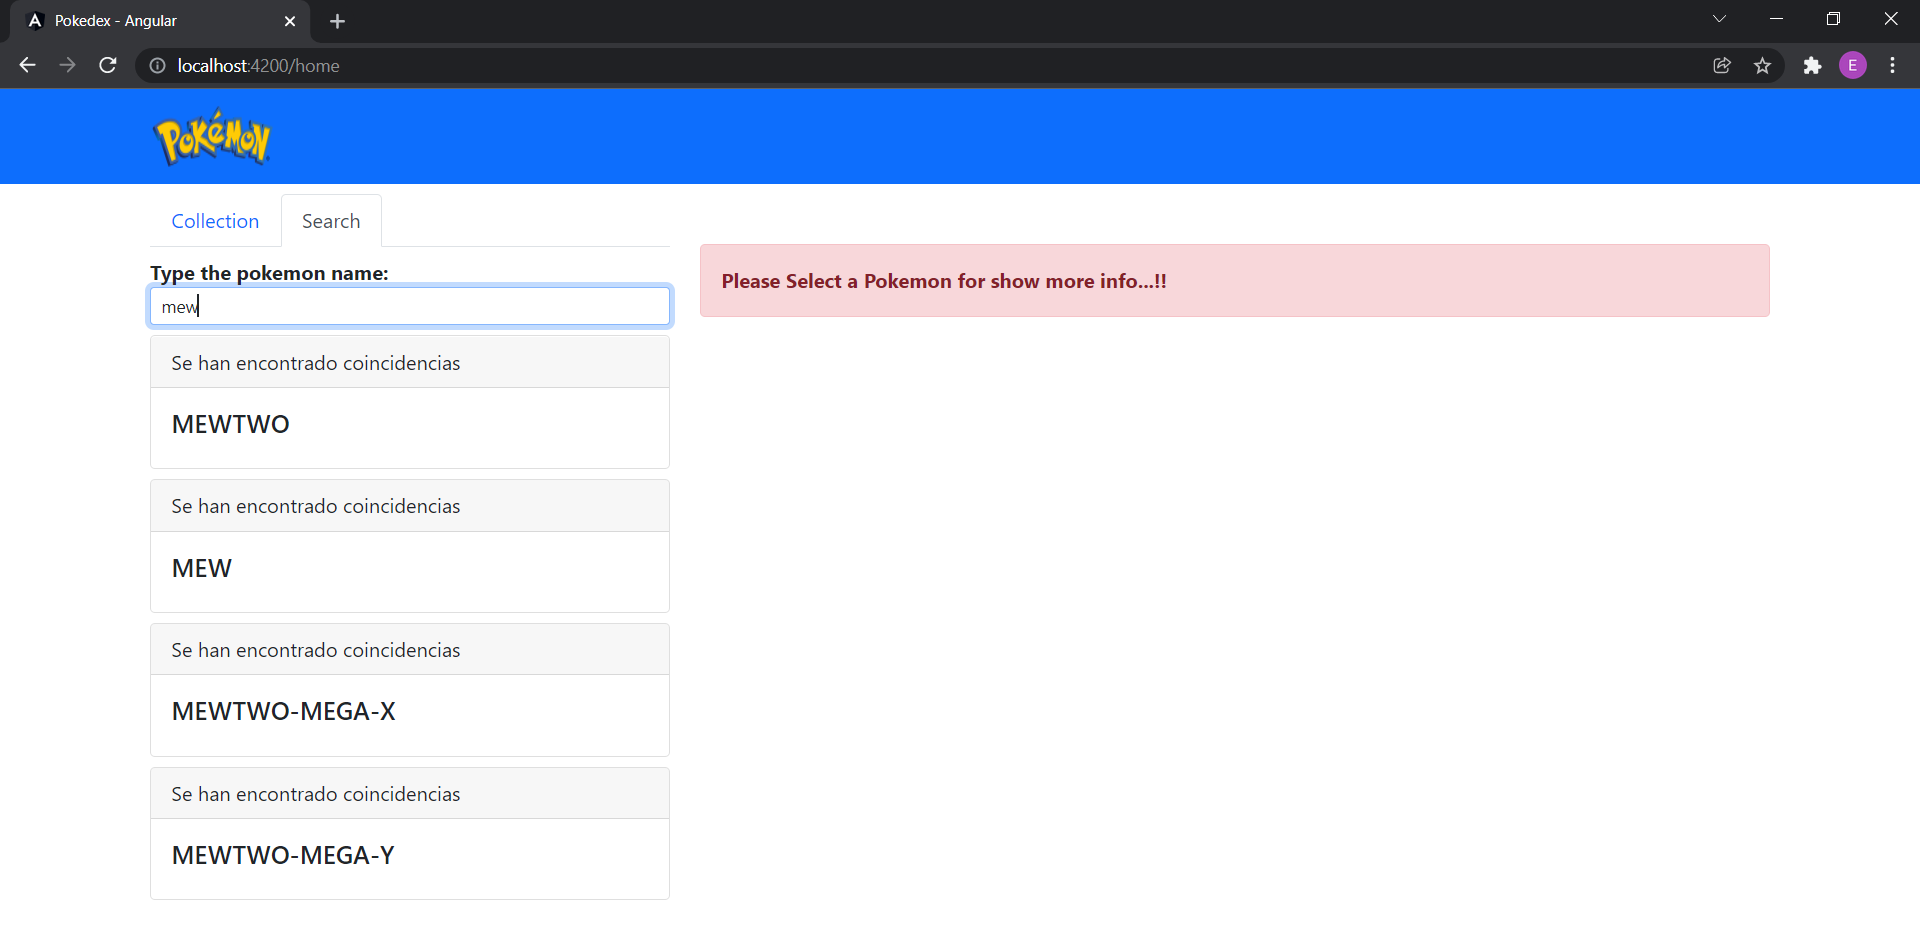 Pokedex - Angular
localhost:4200/home
E
POKéMON
Collection
Search
Type the pokemon name:
mew
Se han encontrado coincidencias
MEWTWO
Se han encontrado coincidencias
MEW
Se han encontrado coincidencias
MEWTWO-MEGA-X
Se han encontrado coincidencias
MEWTWO-MEGA-Y
Please Select a Pokemon for show more info...!!